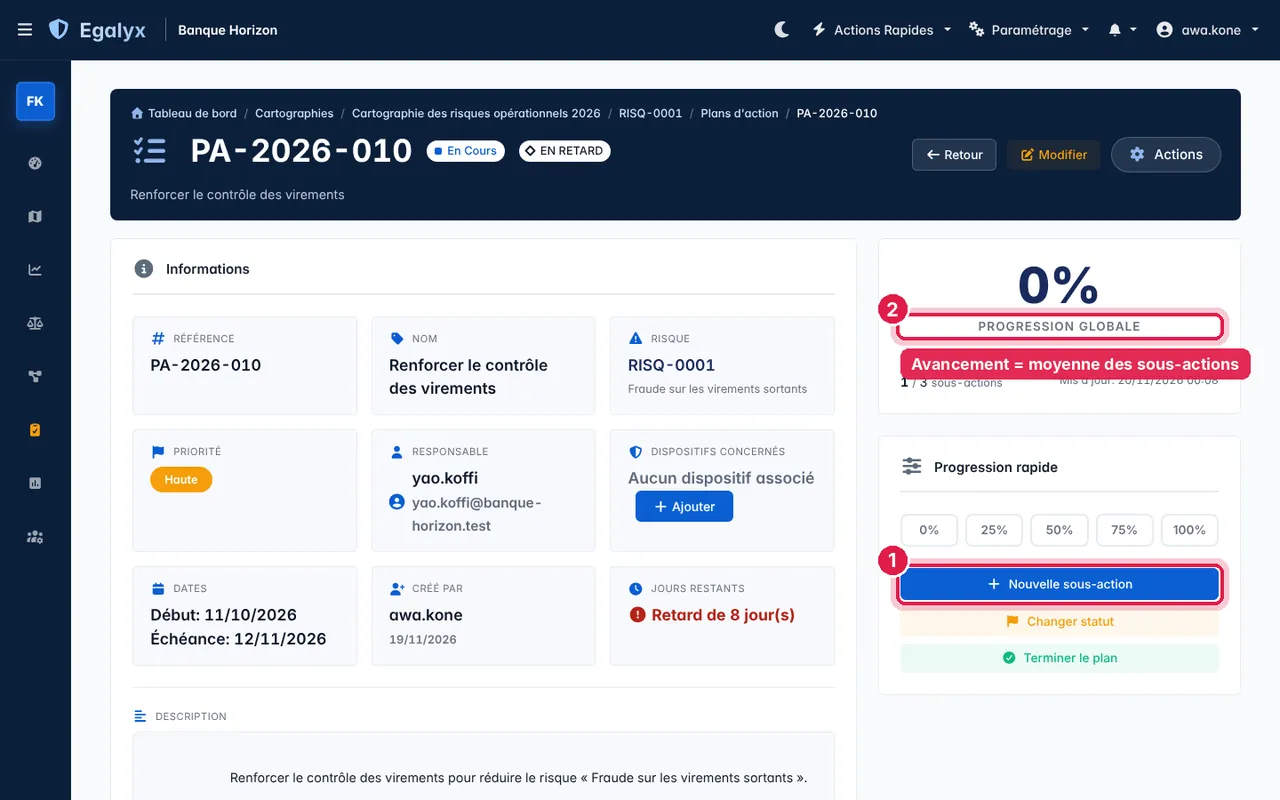 Egalyx
Banque Horizon
Actions Rapides
Paramétrage
awa.kone
FK
Tableau de bord / Cartographies / Cartographie des risques opérationnels 2026 / RISQ-0001 / Plans d'action / PA-2026-010
PA-2026-010
En Cours
EN RETARD
Retour
Modifier
Actions
Renforcer le contrôle des virements
Informations
RÉFÉRENCE
PA-2026-010
NOM
Renforcer le contrôle
des virements
RISQUE
RISQ-0001
Fraude sur les virements sortants
PRIORITÉ
Haute
RESPONSABLE
yao.koffi
yao.koffi@banque-
horizon.test
DISPOSITIFS CONCERNÉS
Aucun dispositif associé
+ Ajouter
DATES
Début: 11/10/2026
Échéance: 12/11/2026
CRÉÉ PAR
awa.kone
19/11/2026
JOURS RESTANTS
Retard de 8 jour(s)
DESCRIPTION
Renforcer le contrôle des virements pour réduire le risque « Fraude sur les virements sortants ».
0%
2
PROGRESSION GLOBALE
Avancement = moyenne des sous-actions
1 / 3 sous-actions
Mis à jour: 20/11/2026 00:08
Progression rapide
0%
25%
50%
75%
100%
1
+ Nouvelle sous-action
Changer statut
Terminer le plan